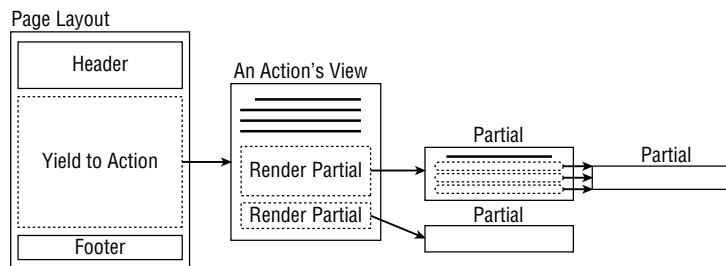 Page Layout
Header
Yield to Action
Footer
An Action's View
Render Partial
Render Partial
Partial
Partial
Partial